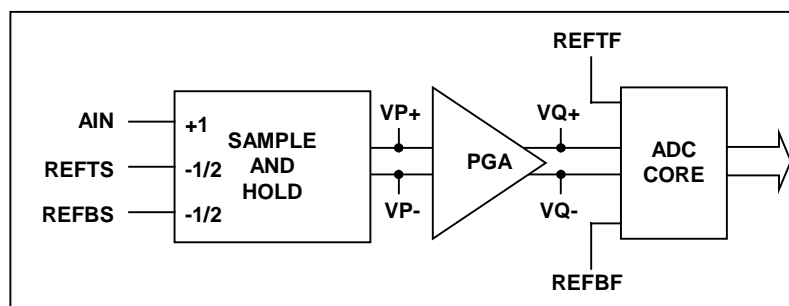 REFTF
AIN
+1
SAMPLE
AND
HOLD
REFTS
-1/2
REFBS
-1/2
VP+
VP-
PGA
VQ+
VQ-
ADC
CORE
REFBF